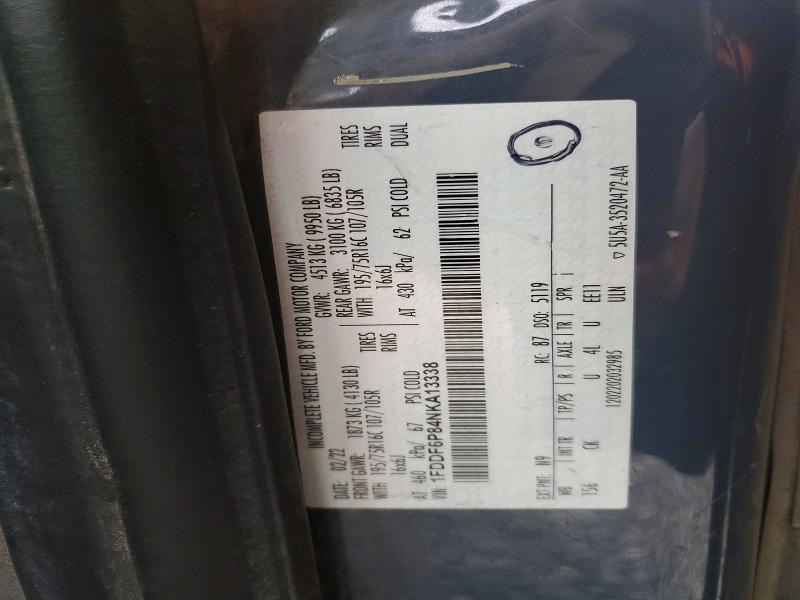 INCOMPLETE VEHICLE MFD. BY FORD MOTOR COMPANY
DATE: 02/22 GVWR: 4513 KG ( 9950 LB)
FRONT GAWR: 1873 KG ( 4130 LB) REAR GAWR: 3100 KG ( 6835 LB)
WITH 195/75R16C 107/105R TIRES WITH 195/75R16C 107/105R TIRES
16x6J RIMS 16x6J RIMS
AT 460 kPa/ 67 PSI COLD AT 430 kPa/ 62 PSI COLD DUAL
VIN: 1FDDF6P84NKA13338
EXT PNT: N9 RC: 87 DSO: 5119
WB INT TR TP/PS R AXLE TR SPR
156 CK U 4L U EE11
1202202032985 ULN
▽ 5U5A-3520472-AA